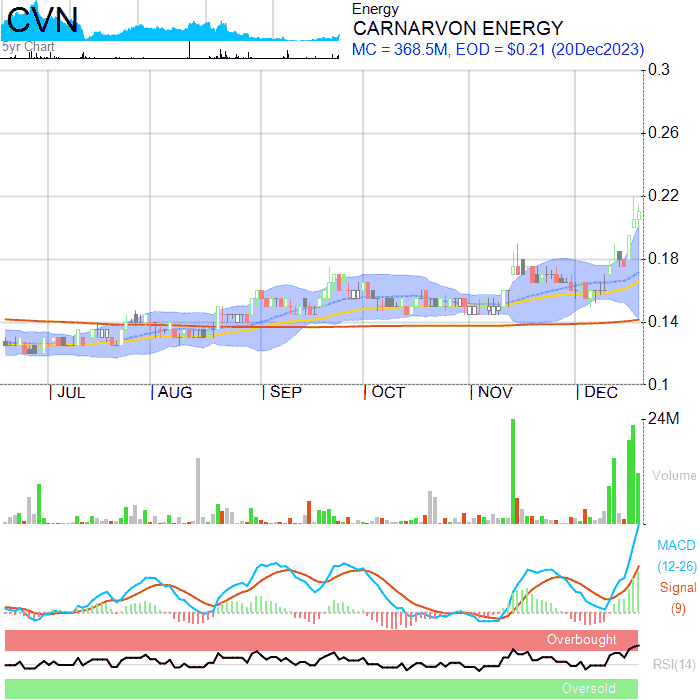 CVN
5yr Chart
Energy
CARNARVON ENERGY
MC = 368.5M, EOD = $0.21 (20Dec2023)
0.3
0.26
0.22
0.18
0.14
0.1
JUL AUG SEP OCT NOV DEC
24M
Volume
MACD
(12-26)
Signal
(9)
Overbought
RSI(14)
Oversold